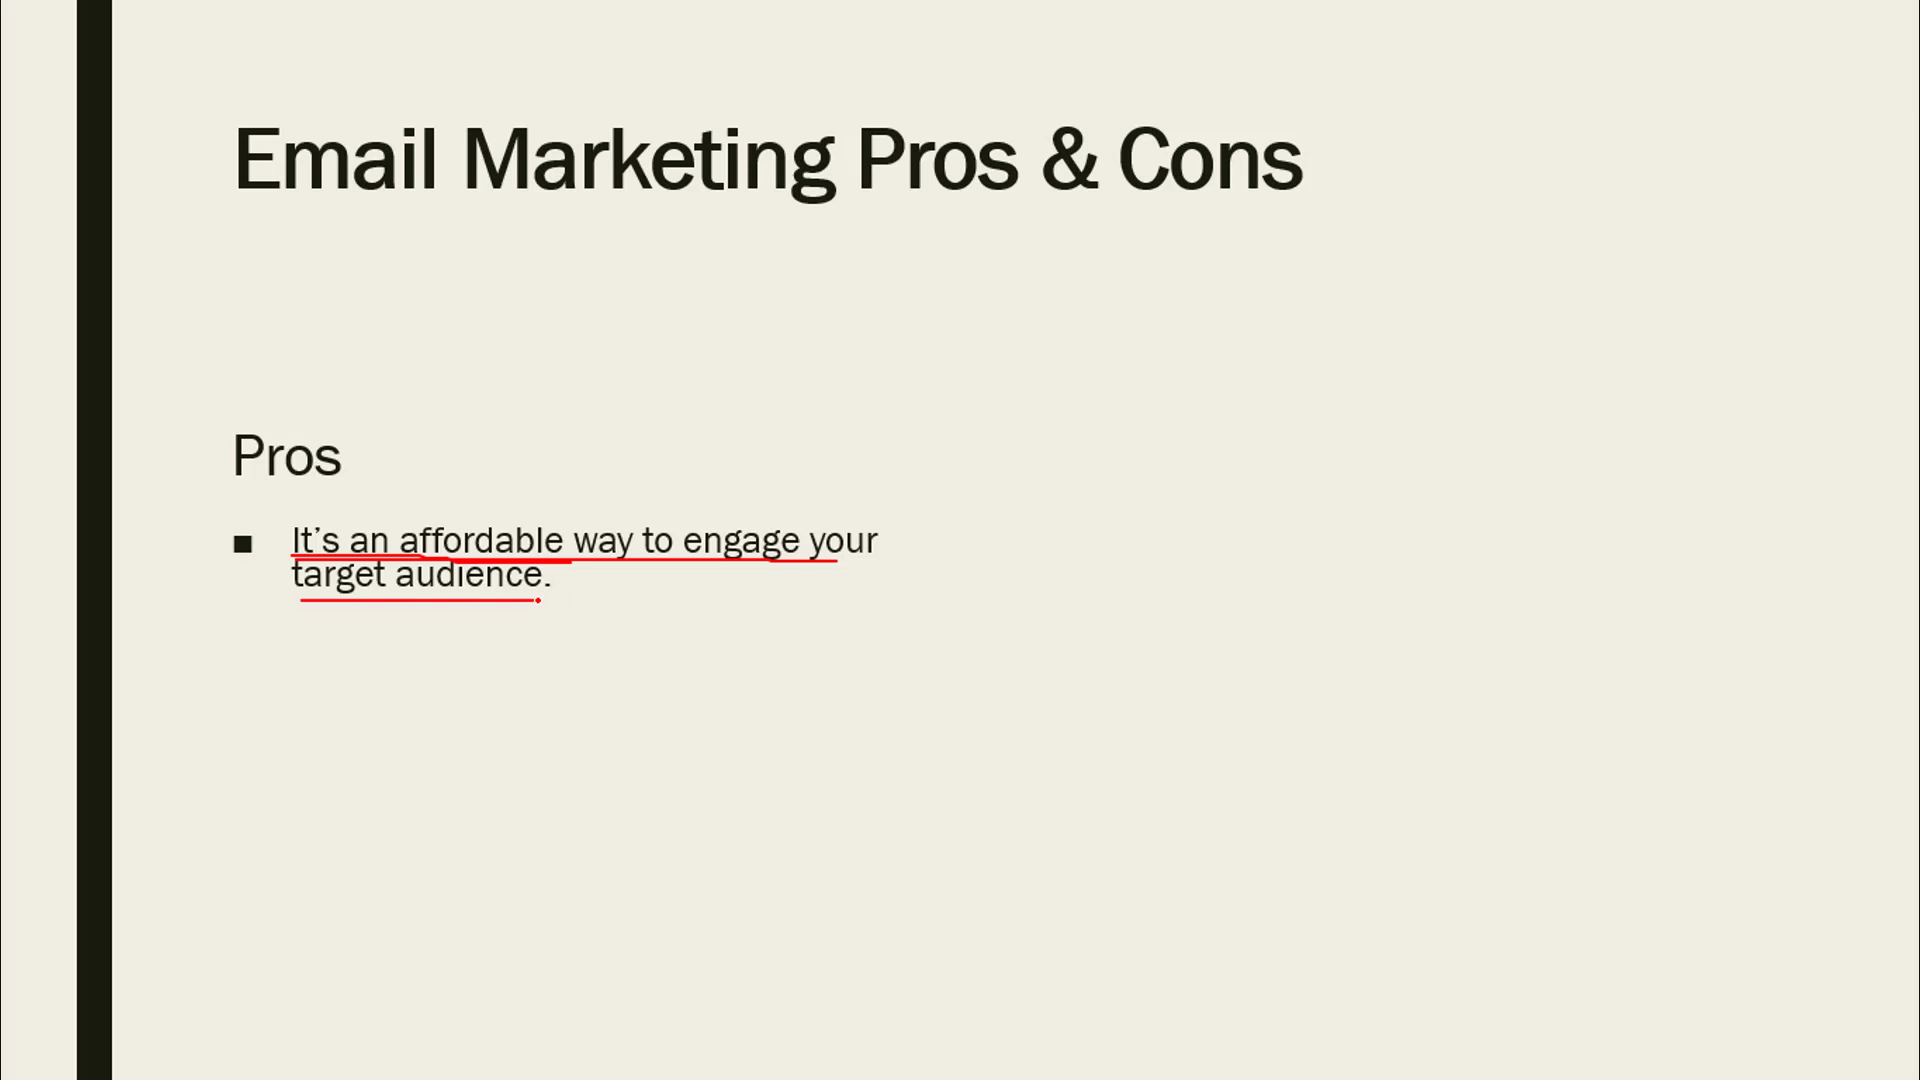 Email Marketing Pros & Cons
Pros
■ It’s an affordable way to engage your
target audience.